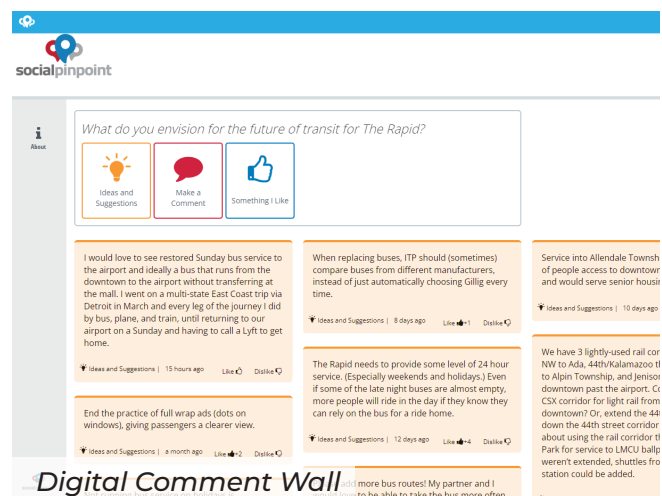 socialpinpoint
About
What do you envision for the future of transit for The Rapid?
Ideas and
Suggestions
Make a
Comment
Something I Like
I would love to see restored Sunday bus service to
the airport and ideally a bus that runs from the
downtown to the airport without transferring at
the mall. I went on a multi-state East Coast trip via
Detroit in March and every leg of the journey I did
by bus, plane, and train, until returning to our
airport on a Sunday and having to call a Lyft to get
home.
Ideas and Suggestions | 15 hours ago Like Dislike
End the practice of full wrap ads (dots on
windows), giving passengers a clearer view.
Ideas and Suggestions | a month ago Like +2 Dislike
When replacing buses, ITP should (sometimes)
compare buses from different manufacturers,
instead of just automatically choosing Gillig every
time.
Ideas and Suggestions | 8 days ago Like +1 Dislike
The Rapid needs to provide some level of 24 hour
service. (Especially weekends and holidays.) Even
if some of the late night buses are almost empty,
more people will ride in the day if they know they
can rely on the bus for a ride home.
Ideas and Suggestions | 12 days ago Like +4 Dislike
add more bus routes! My partner and I
would love to be able to take the bus more often
Service into Allendale Townsh
of people access to downtown
and would serve senior housi
Ideas and Suggestions | 10 days ago
We have 3 lightly-used rail cor
NW to Ada, 44th/Kalamazoo th
to Alpin Township, and Jenison
downtown past the airport. Co
CSX corridor for light rail from
downtown? Or, extend the 44t
down the 44th street corridor
about using the rail corridor th
Park for service to LMCU ballp
weren't extended, shuttles fro
station could be added.
Digital Comment Wall